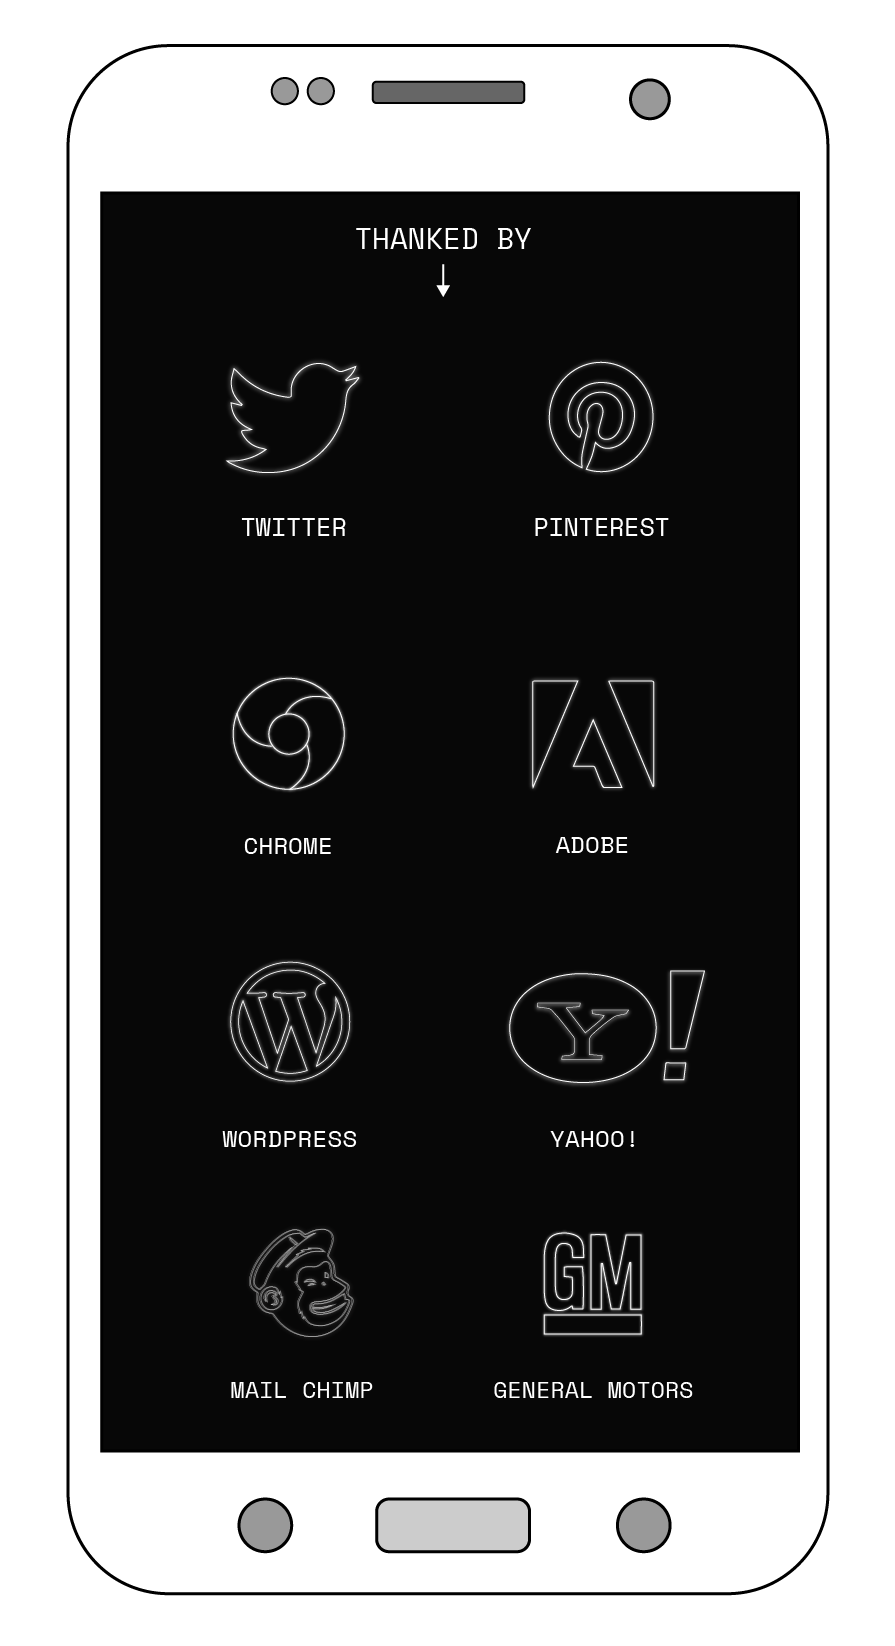 THANKED BY
TWITTER PINTEREST
CHROME ADOBE
W Y!
WORDPRESS YAHOO!
GM
MAIL CHIMP GENERAL MOTORS